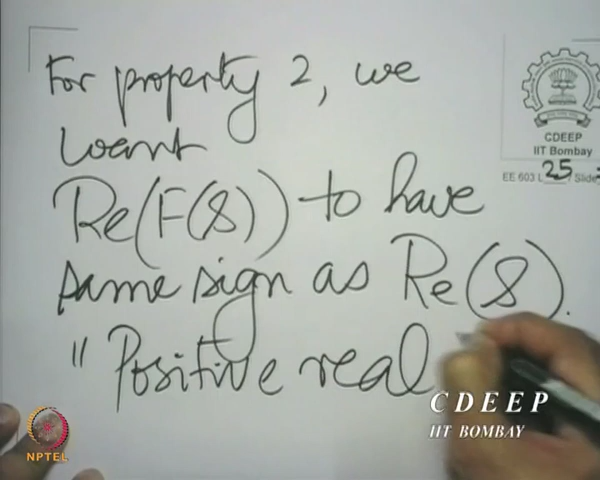 For property 2, we
want
Re(F(s)) to have
same sign as Re(s).
" Positive real
CDEEP
IIT Bombay
EE 603 L 25 / Slide
CDEEP
IIT BOMBAY
NPTEL